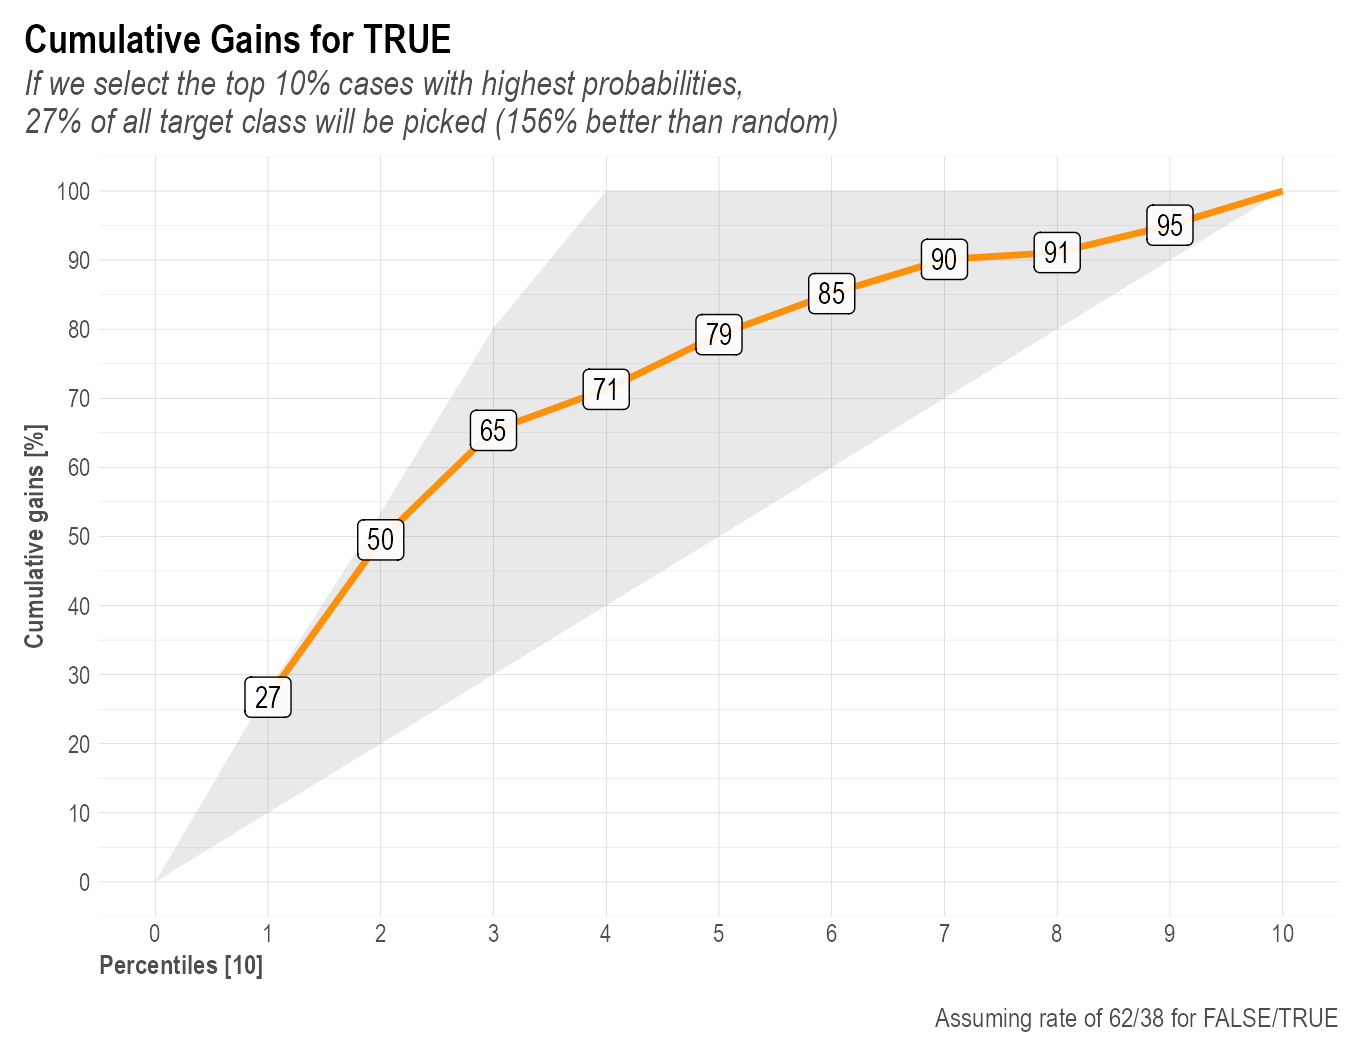 Cumulative Gains for TRUE
If we select the top 10% cases with highest probabilities,
27% of all target class will be picked (156% better than random)
Cumulative gains [%]
100
90
80
70
60
50
40
30
20
10
0
27
50
65
71
79
85
90
91
95
0 1 2 3 4 5 6 7 8 9 10
Percentiles [10]
Assuming rate of 62/38 for FALSE/TRUE